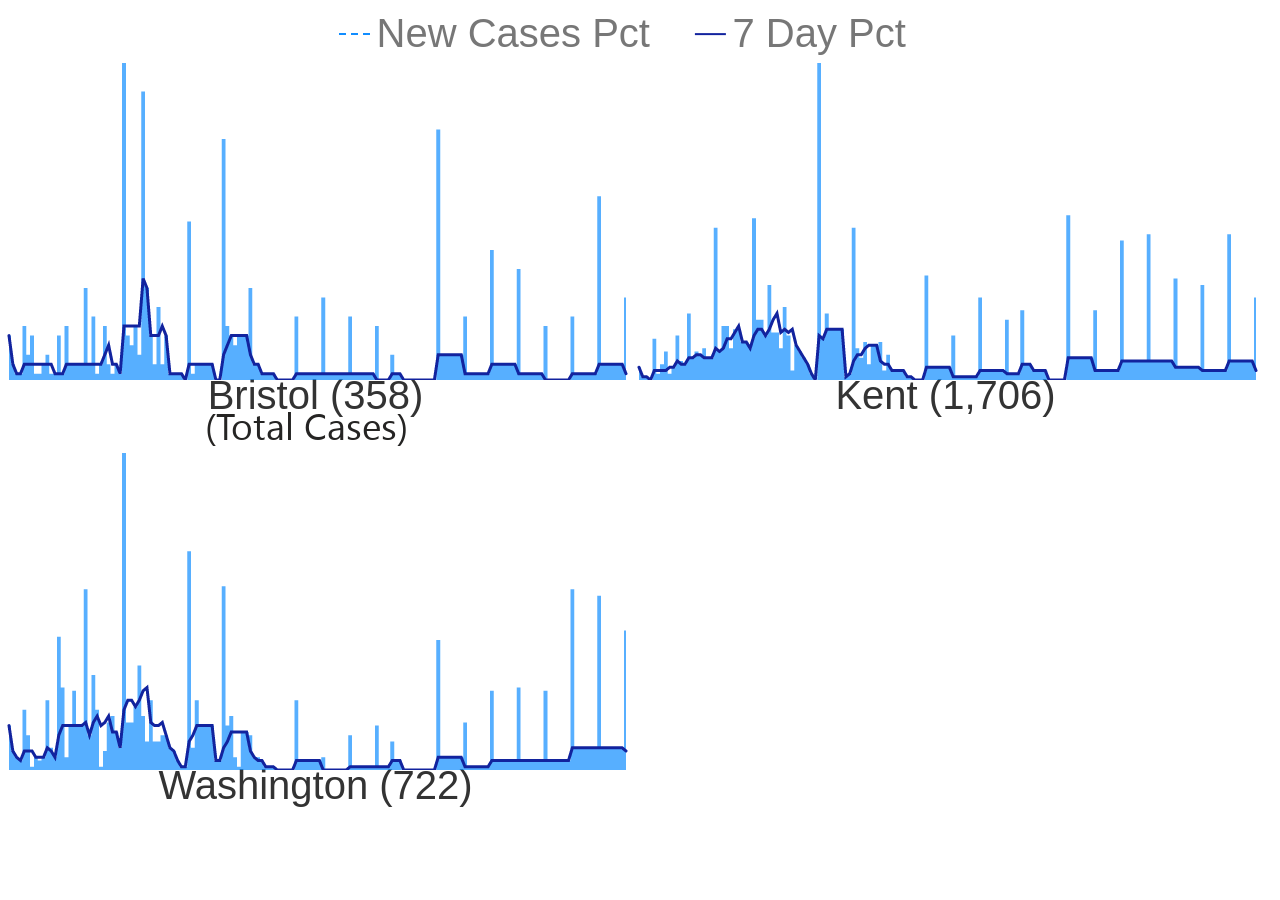 New Cases Pct 7 Day Pct
Bristol (358)
(Total Cases)
Kent (1,706)
Washington (722)